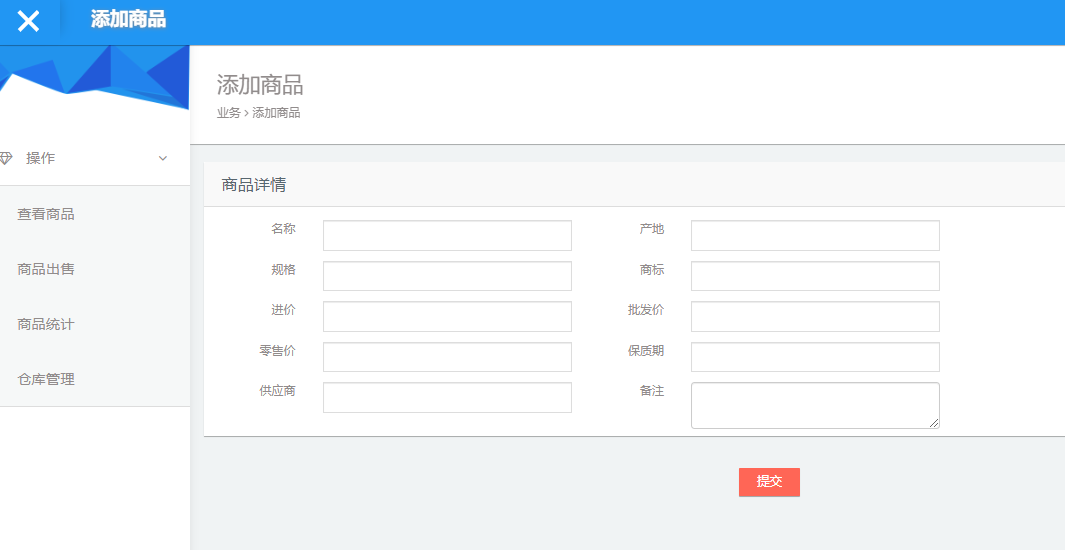 添加商品
添加商品
业务 › 添加商品
操作
查看商品
商品出售
商品统计
仓库管理
商品详情
名称
产地
规格
商标
进价
批发价
零售价
保质期
供应商
备注
提交